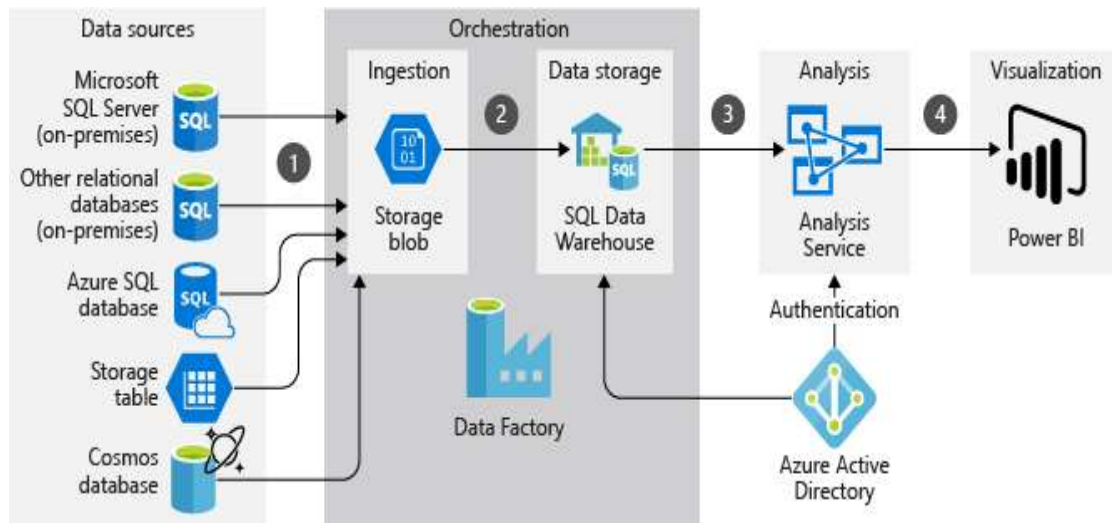 Data sources
Microsoft
SQL Server
(on-premises)
SQL
Other relational
databases
(on-premises)
SQL
Azure SQL
database
SQL
Storage
table
Cosmos
database
1
Orchestration
Ingestion
10
01
Storage
blob
2
Data storage
SQL
SQL Data
Warehouse
Data Factory
3
Analysis
Analysis
Service
Authentication
Azure Active
Directory
4
Visualization
Power BI